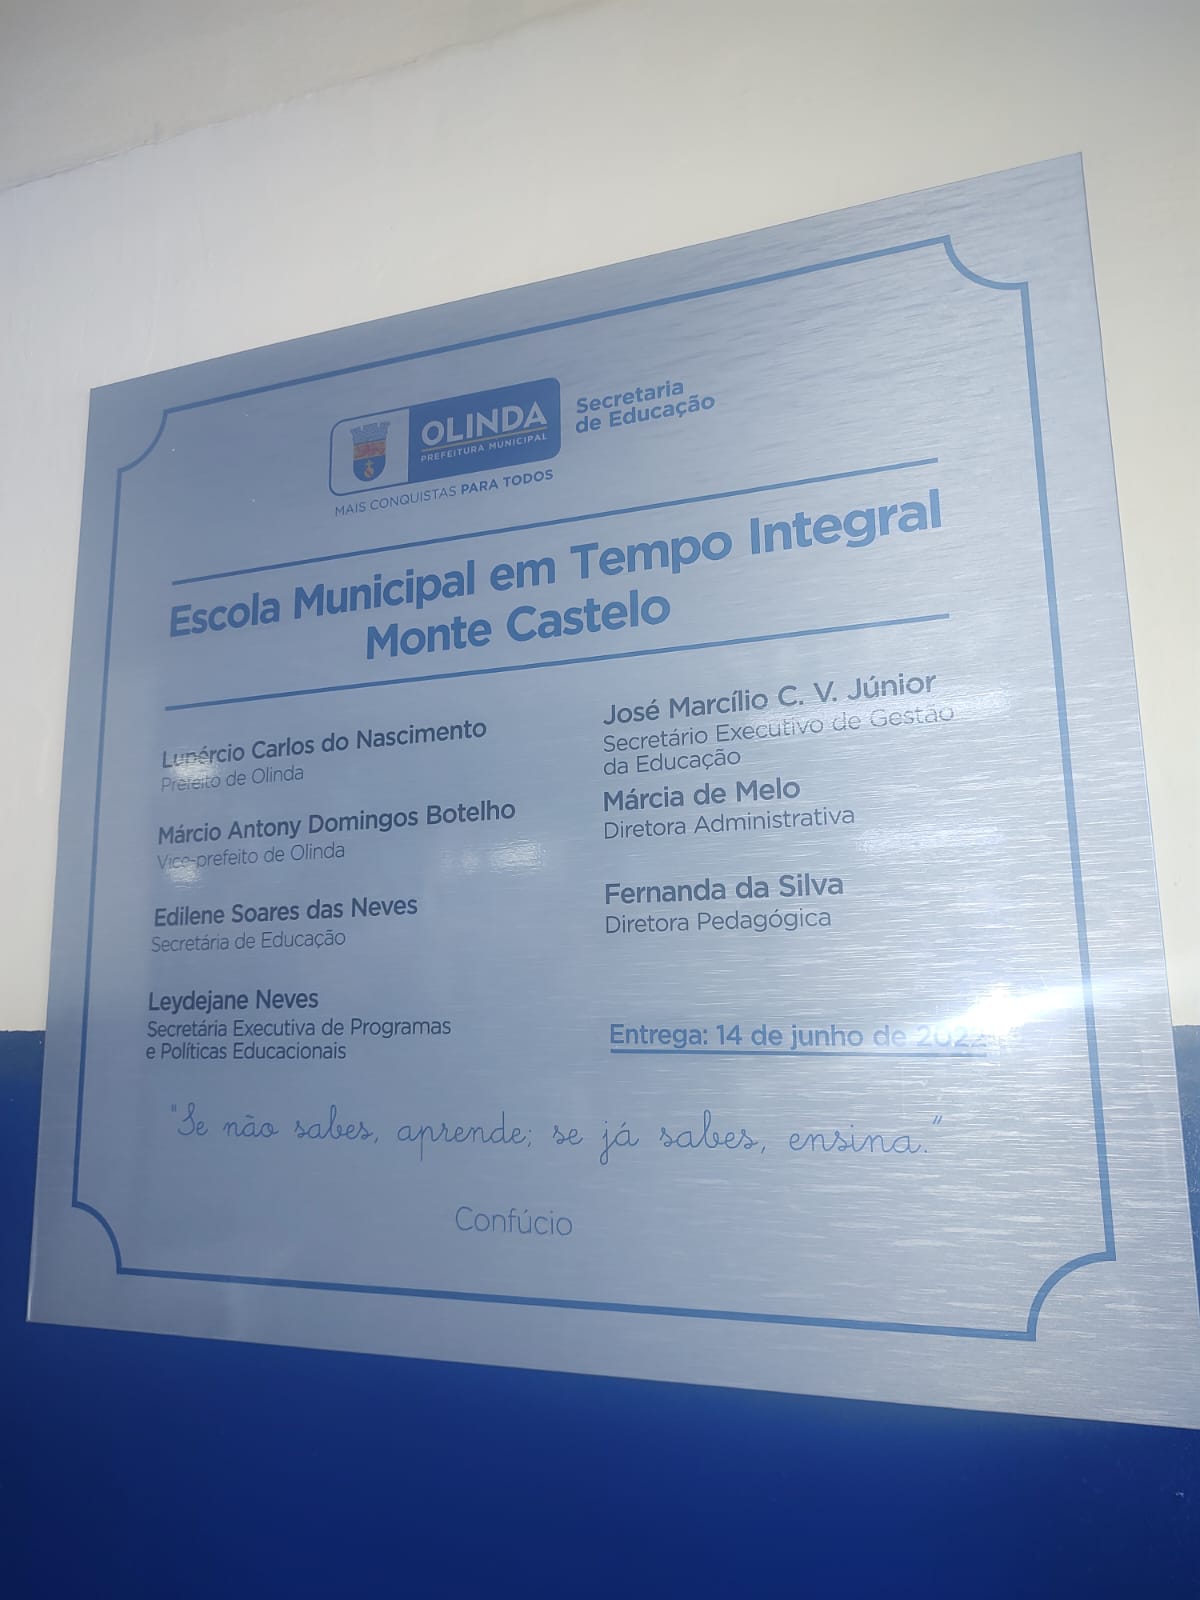 OLINDA
PREFEITURA MUNICIPAL
Secretaria
de Educação
MAIS CONQUISTAS PARA TODOS
Escola Municipal em Tempo Integral
Monte Castelo
Lupércio Carlos do Nascimento
Prefeito de Olinda
Márcio Antony Domingos Botelho
Vice-prefeito de Olinda
Edilene Soares das Neves
Secretária de Educação
Leydejane Neves
Secretária Executiva de Programas
e Políticas Educacionais
José Marcílio C. V. Júnior
Secretário Executivo de Gestão
da Educação
Márcia de Melo
Diretora Administrativa
Fernanda da Silva
Diretora Pedagógica
Entrega: 14 de junho de 2022
"Se não sabes, aprende; se já sabes, ensina."
Confúcio